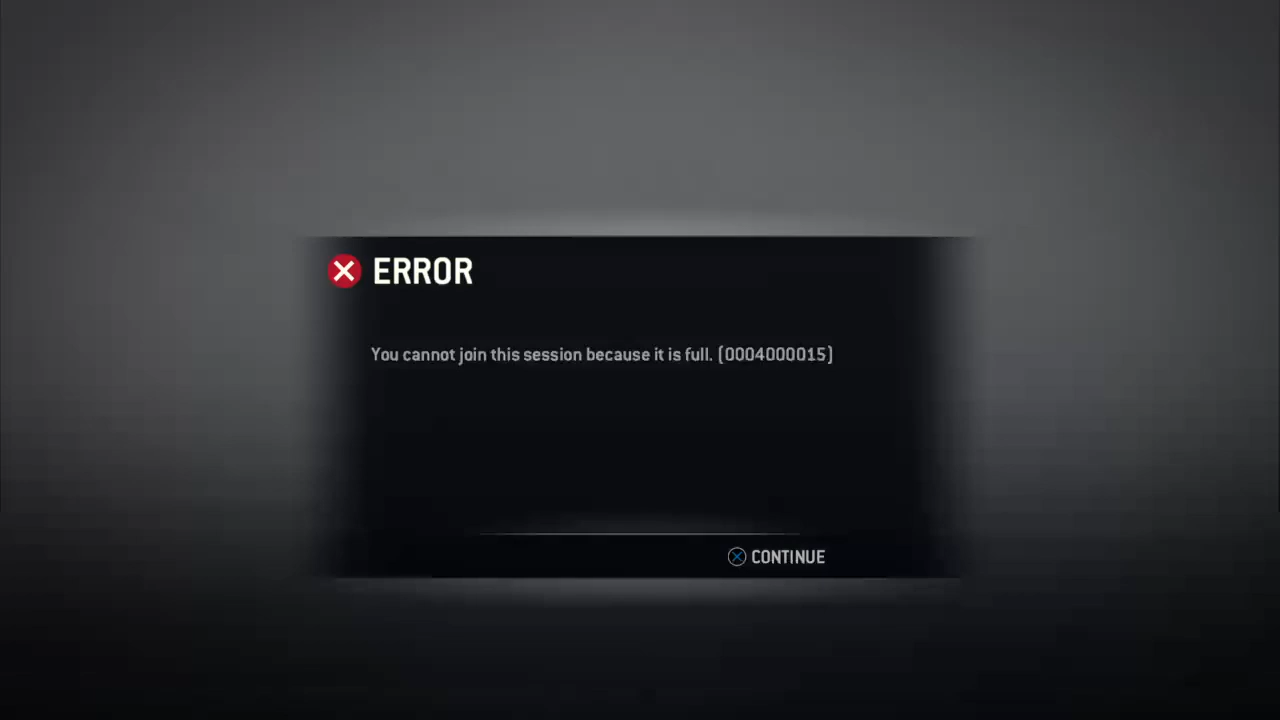 ERROR
You cannot join this session because it is full. (0004000015)
CONTINUE